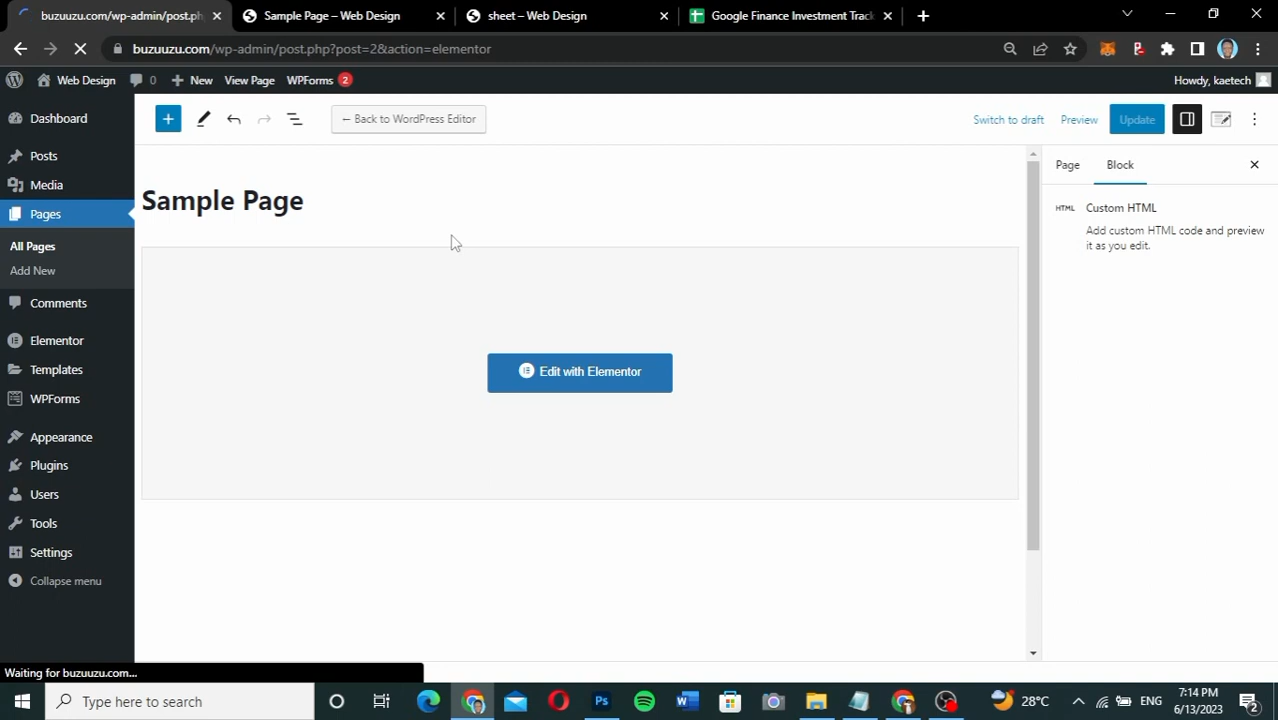 buzuuzu.com/wp-admin/post.ph
Sample Page – Web Design
sheet – Web Design
Google Finance Investment Track
buzuuzu.com/wp-admin/post.php?post=2&action=elementor
Web Design
0
New
View Page
WPForms 2
Howdy, kaetech
Dashboard
Posts
Media
Pages
All Pages
Add New
Comments
Elementor
Templates
WPForms
Appearance
Plugins
Users
Tools
Settings
Collapse menu
← Back to WordPress Editor
Switch to draft
Preview
Update
Sample Page
Edit with Elementor
Page
Block
HTML Custom HTML
Add custom HTML code and preview
it as you edit.
Waiting for buzuuzu.com...
Type here to search
28°C
ENG
7:14 PM
6/13/2023
2